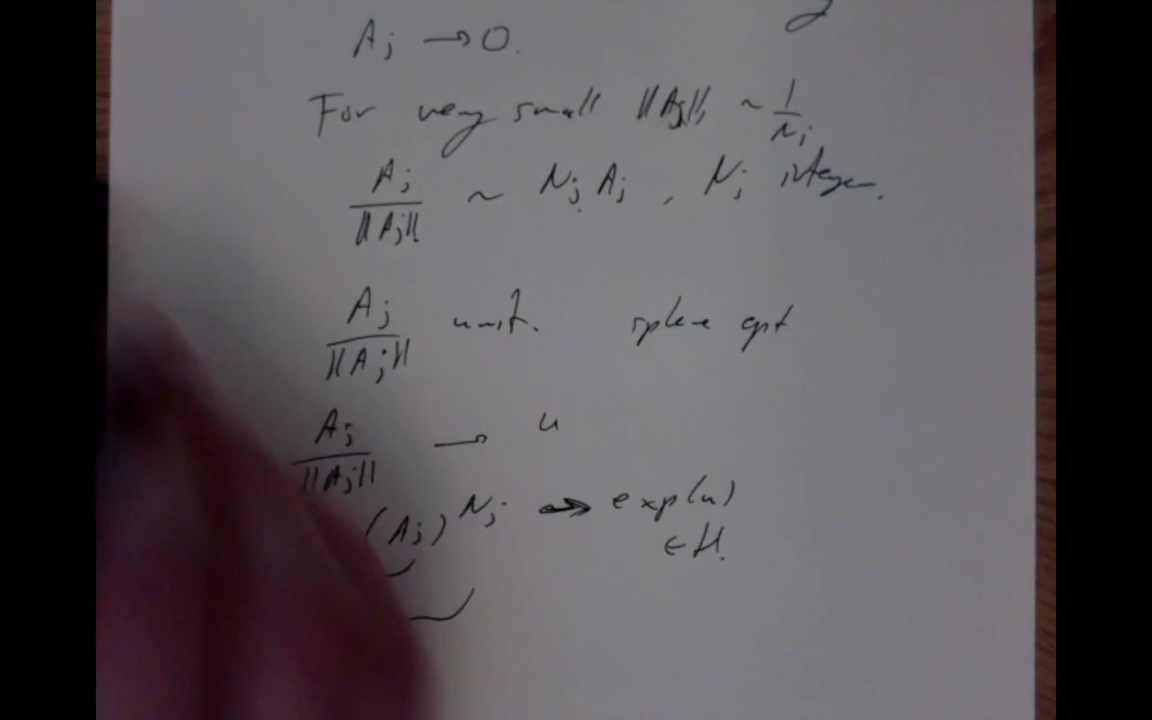 A_j → 0.
For very small ||A_j||, ~ 1/N_j
A_j/||A_j|| ~ N_j A_j, N_j integer.
A_j/||A_j|| unit. sphere cpt
A_j/||A_j|| → u
(A_j)^{N_j} → exp(u)
∈ H.